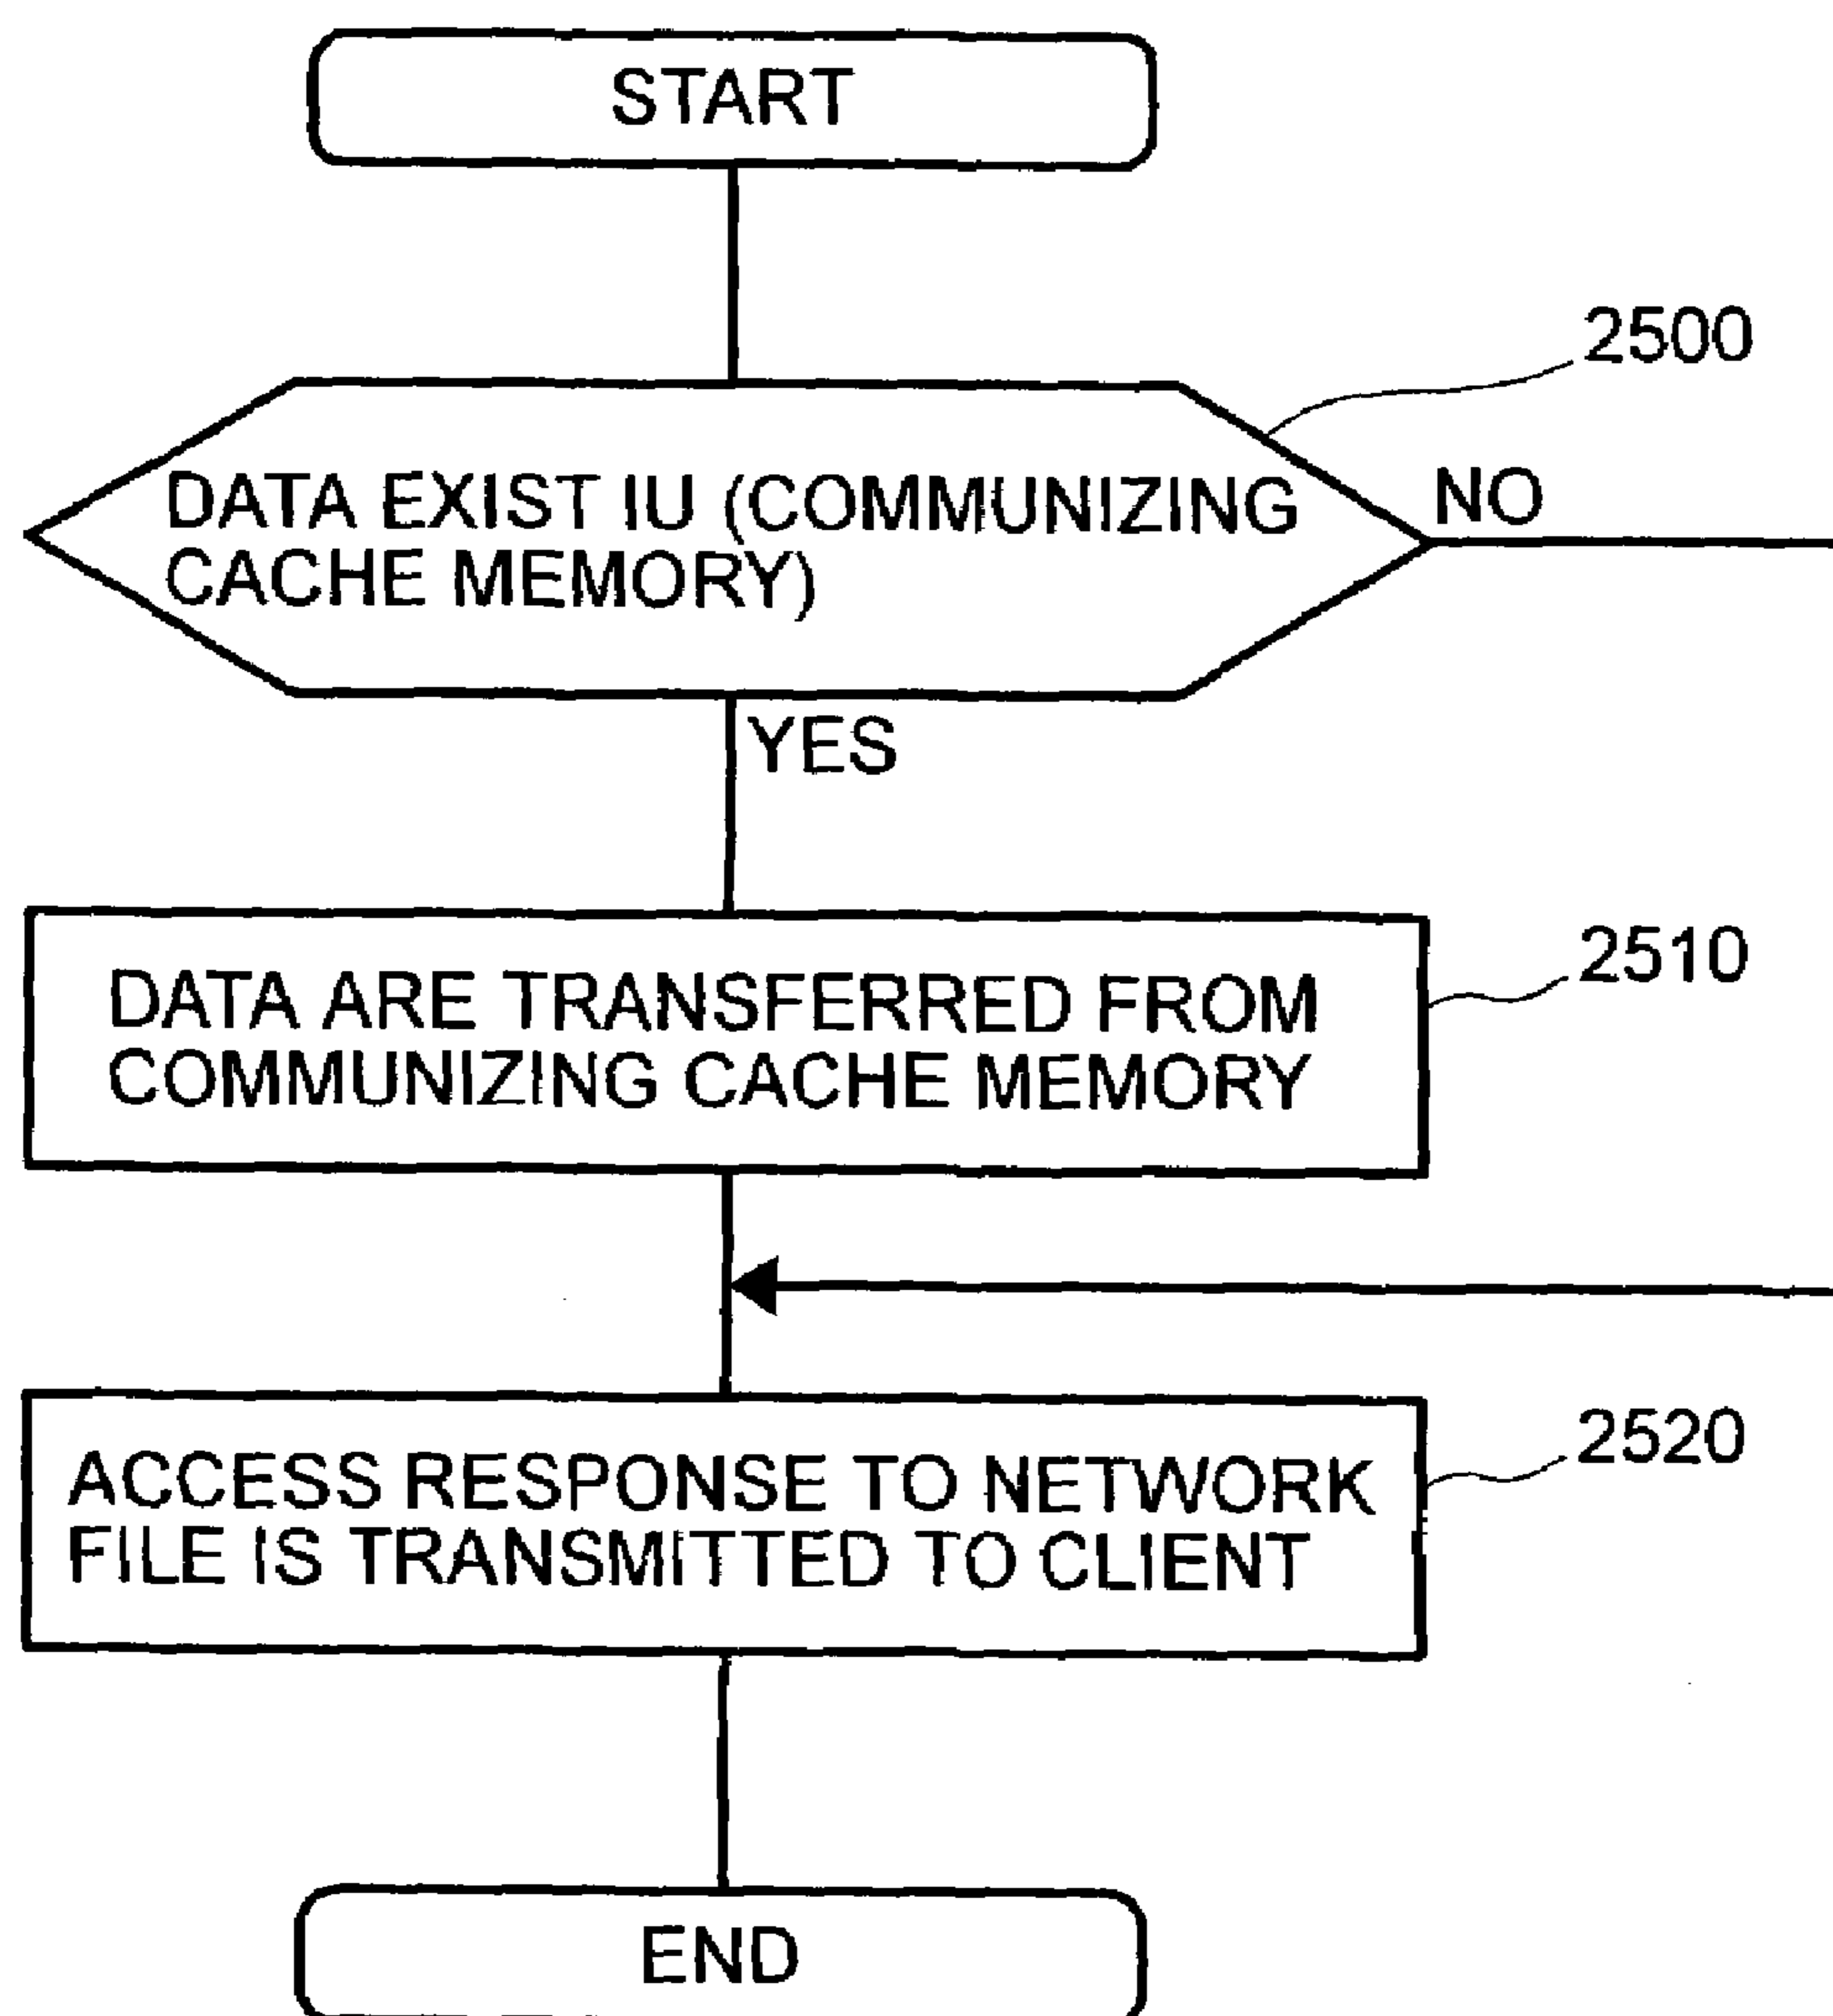 START
2500
DATA EXIST IU (COMMUNIZING
CACHE MEMORY)
NO
YES
DATA ARE TRANSFERRED FROM
COMMUNIZING CACHE MEMORY
2510
ACCESS RESPONSE TO NETWORK
FILE IS TRANSMITTED TO CLIENT
2520
END